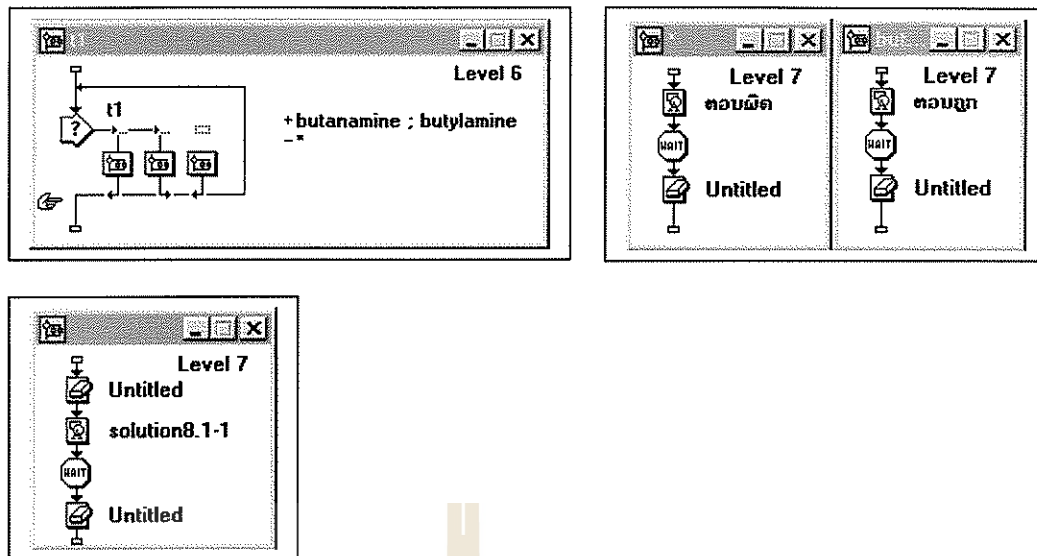 t1
Level 6
t1
?
+butanamine ; butylamine
_*
Level 7
ตอบผิด
WAIT
Untitled
Level 7
ตอบถูก
WAIT
Untitled
Level 7
Untitled
solution8.1-1
WAIT
Untitled